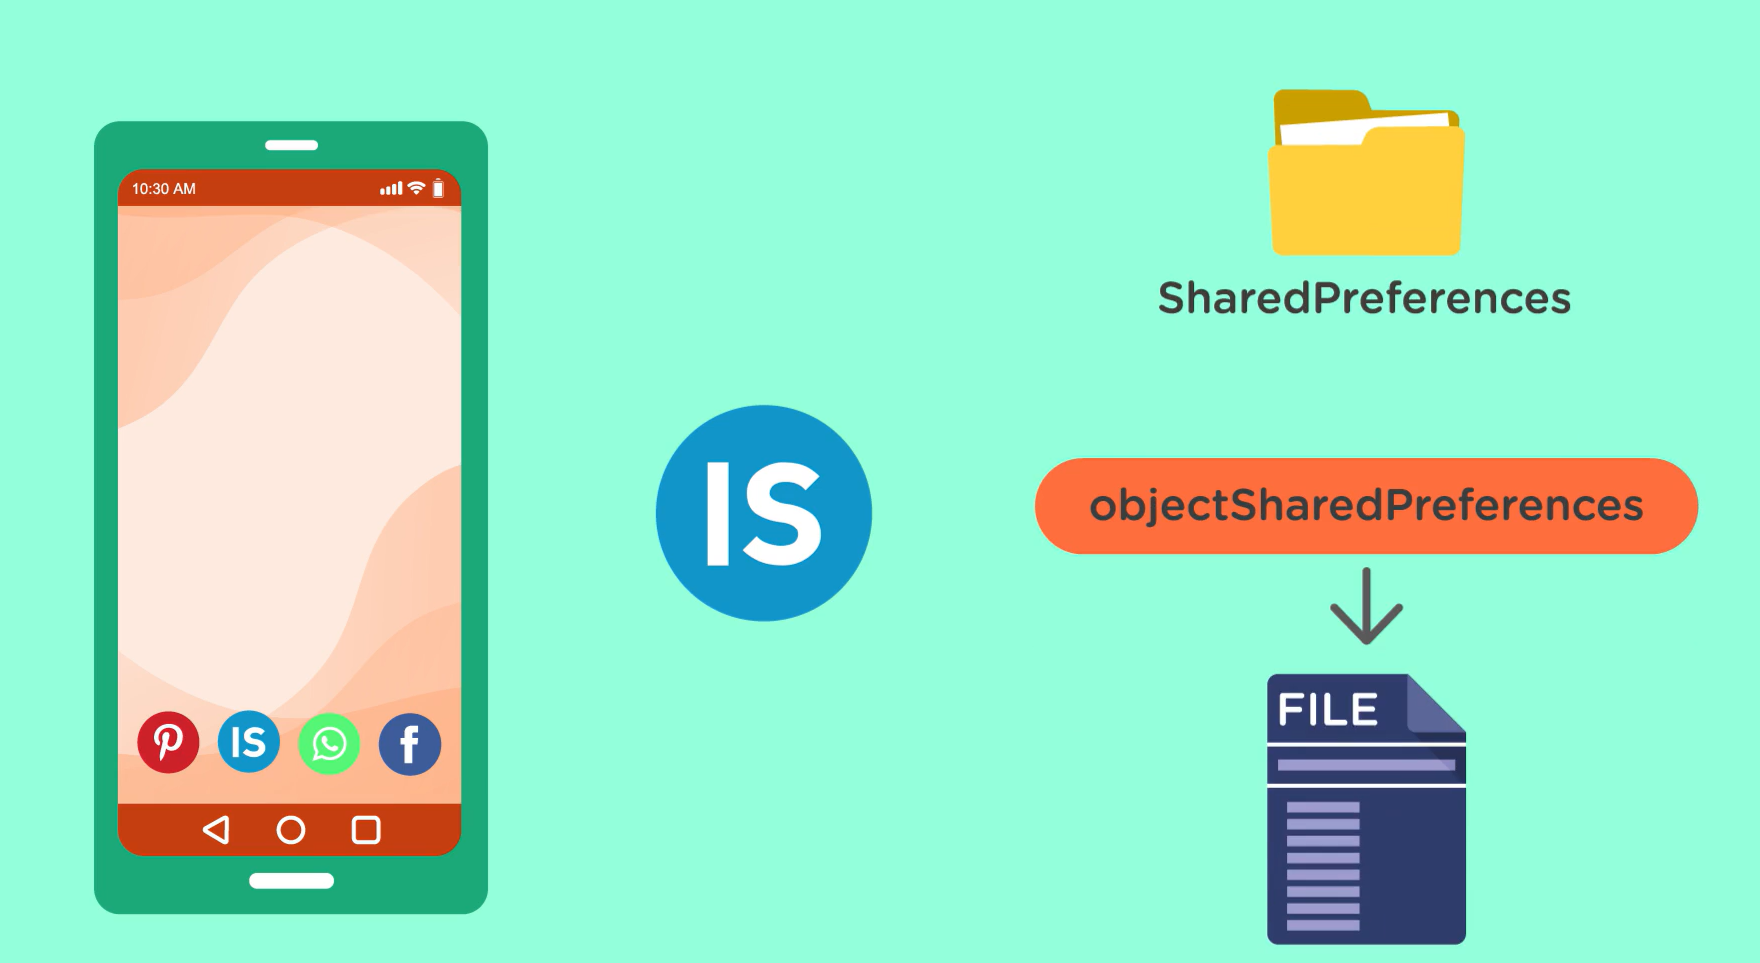 10:30 AM
IS
IS
SharedPreferences
objectSharedPreferences
FILE